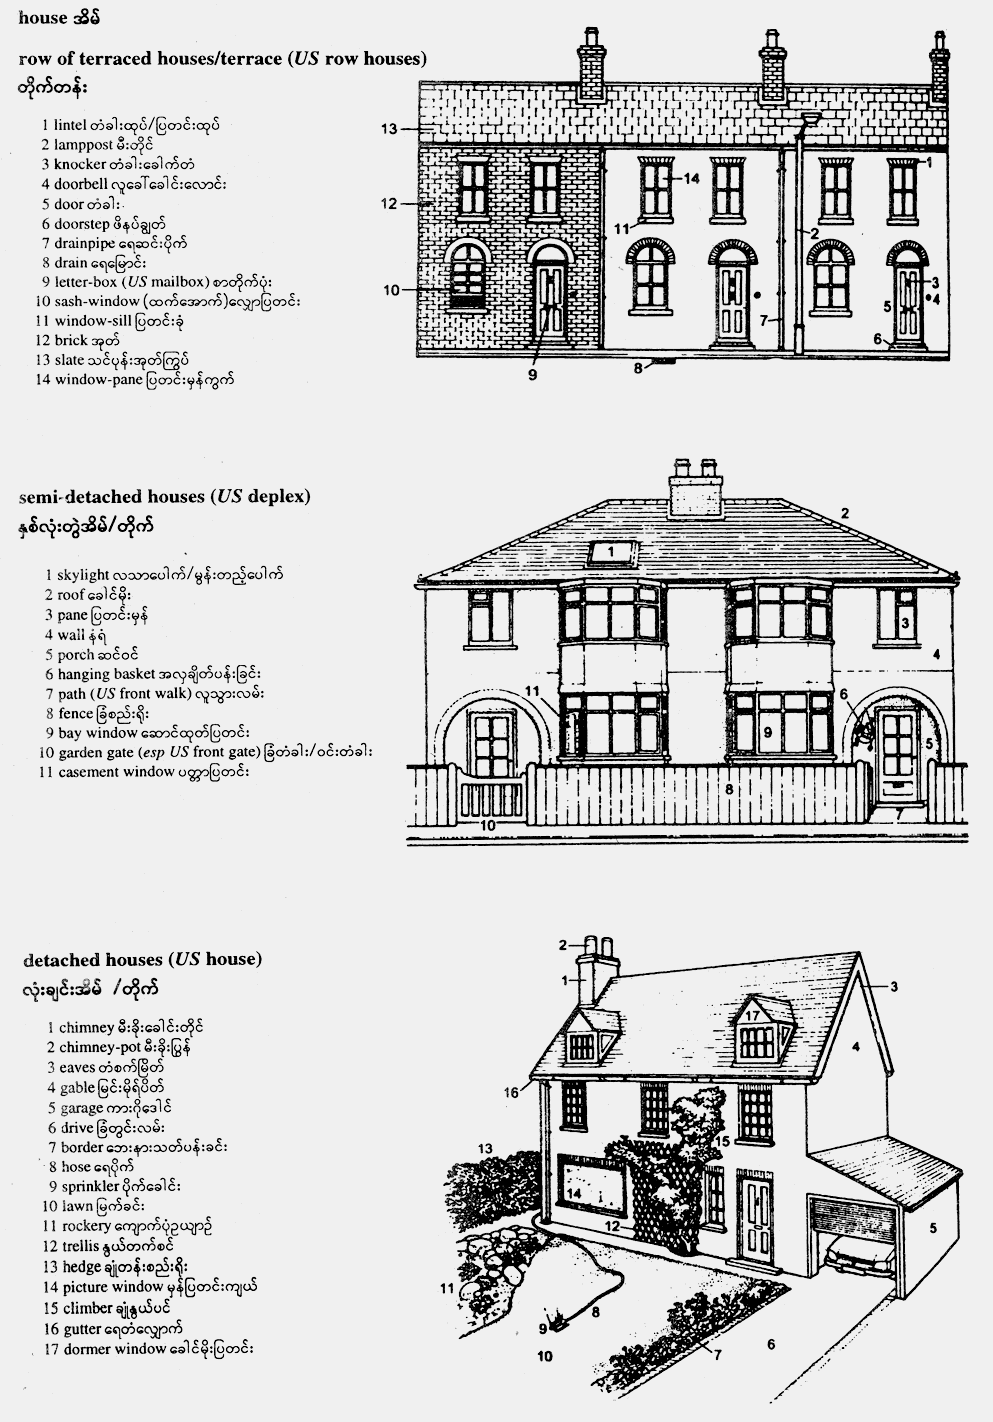 house အိမ်
row of terraced houses/terrace (US row houses)
တိုက်တန်း
1 lintel တံခါးထုပ်/ပြတင်းထုပ်
2 lamppost မီးတိုင်
3 knocker တံခါးခေါက်တံ
4 doorbell လူခေါ်ခေါင်းလောင်း
5 door တံခါး
6 doorstep ဖိနပ်ချွတ်
7 drainpipe ရေဆင်းပိုက်
8 drain ရေမြောင်း
9 letter-box (US mailbox) စာတိုက်ပုံး
10 sash-window (ထက်အောက်)လျှောပြတင်း
11 window-sill ပြတင်းခုံ
12 brick အုတ်
13 slate သင်ပုန်းအုတ်ကြွပ်
14 window-pane ပြတင်းမှန်ကွက်
13
12
10
9
14
11
8
7
2
1
3
4
5
6
semi-detached houses (US deplex)
နှစ်လုံးတွဲအိမ်/တိုက်
1 skylight လသာပေါက်/မွန်းတည့်ပေါက်
2 roof ခေါင်မိုး
3 pane ပြတင်းမှန်
4 wall နံရံ
5 porch ဆင်ဝင်
6 hanging basket အလှချိတ်ပန်းခြင်း
7 path (US front walk) လူသွားလမ်း
8 fence ခြံစည်းရိုး
9 bay window ဆောင်ထုတ်ပြတင်း
10 garden gate (esp US front gate) ခြံတံခါး/ဝင်းတံခါး
11 casement window ပတ္တာပြတင်း
1
2
3
4
11
6
9
5
8
10
7
detached houses (US house)
လုံးချင်းအိမ် /တိုက်
1 chimney မီးခိုးခေါင်းတိုင်
2 chimney-pot မီးခိုးပြွန်
3 eaves တံစက်မြိတ်
4 gable မြင်းမိုရ်ပိတ်
5 garage ကားဂိုဒေါင်
6 drive ခြံတွင်းလမ်း
7 border ဘေးနားသတ်ပန်းခင်း
8 hose ရေပိုက်
9 sprinkler ပိုက်ခေါင်း
10 lawn မြက်ခင်း
11 rockery ကျောက်ပုံဥယျာဉ်
12 trellis နွယ်တက်စင်
13 hedge ချုံတန်းစည်းရိုး
14 picture window မှန်ပြတင်းကျယ်
15 climber ချုံနွယ်ပင်
16 gutter ရေတံလျှောက်
17 dormer window ခေါင်မိုးပြတင်း
2
1
3
17
4
16
13
15
14
12
5
11
8
9
10
7
6